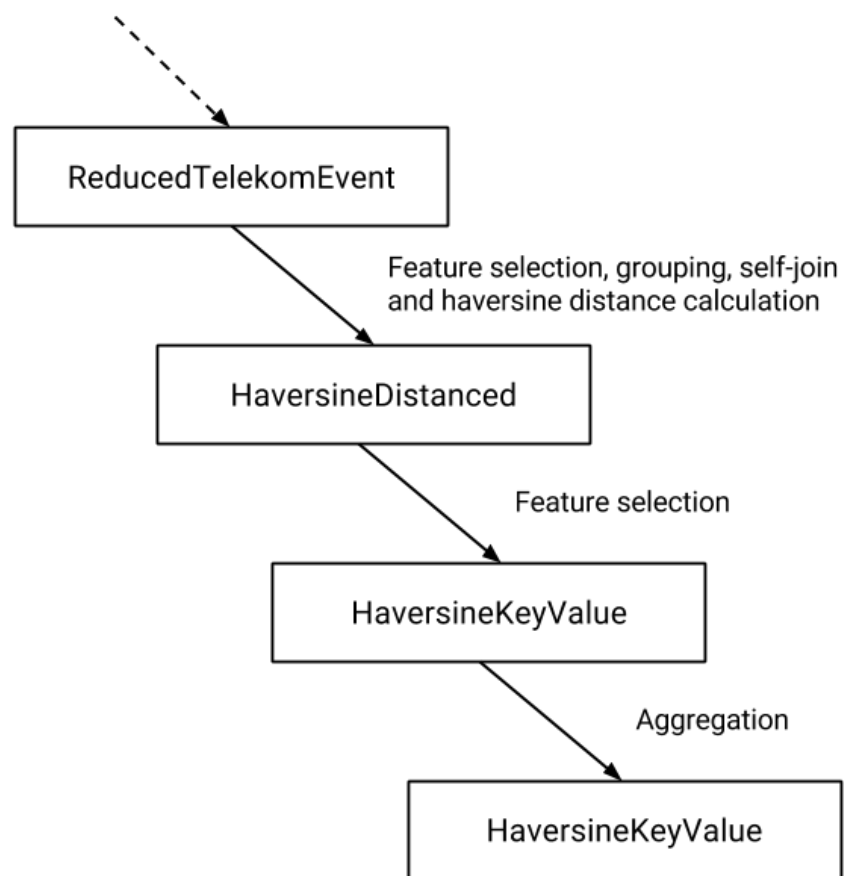 ReducedTelekomEvent
Feature selection, grouping, self-join
and haversine distance calculation
HaversineDistanced
Feature selection
HaversineKeyValue
Aggregation
HaversineKeyValue